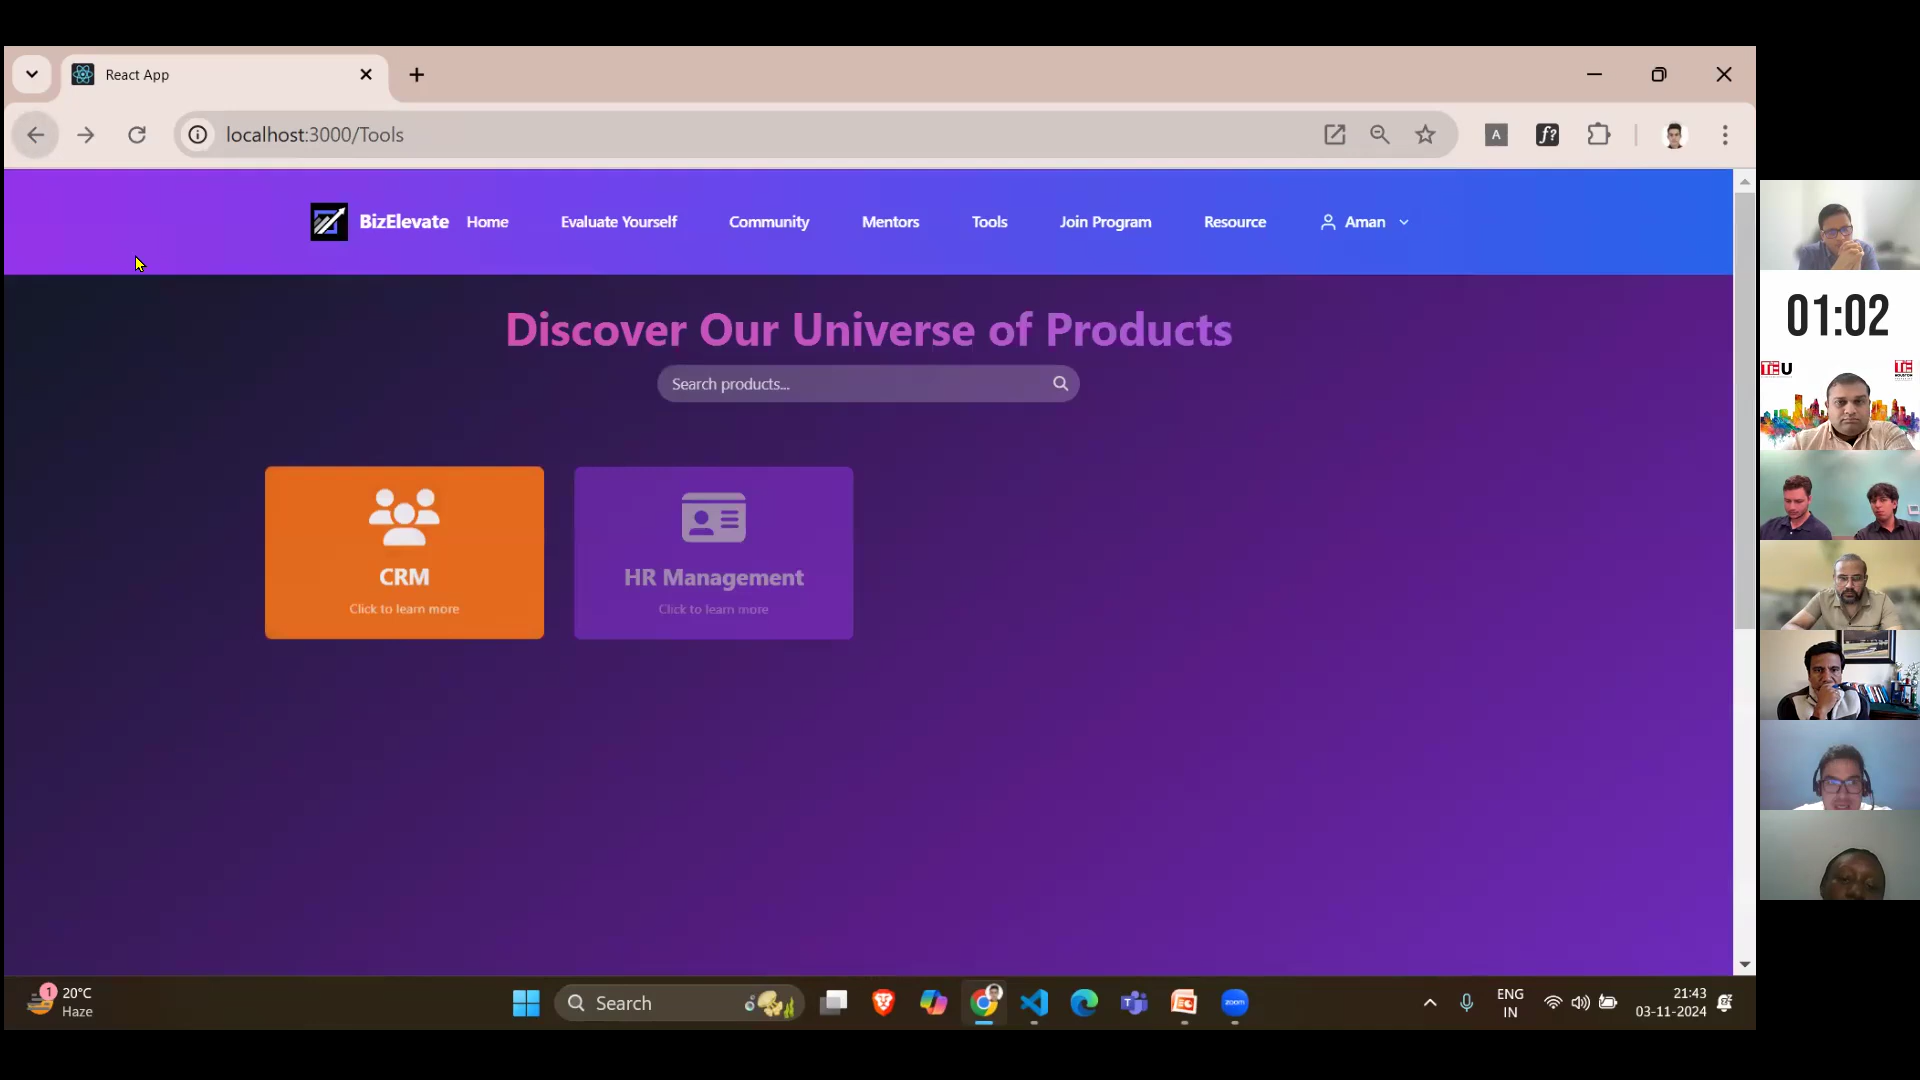 React App
localhost:3000/Tools
A
f?
BizElevate
Home
Evaluate Yourself
Community
Mentors
Tools
Join Program
Resource
Aman
Discover Our Universe of Products
Search products...
CRM
Click to learn more
HR Management
Click to learn more
01:02
1
20°C
Haze
Search
zoom
ENG
IN
21:43
03-11-2024